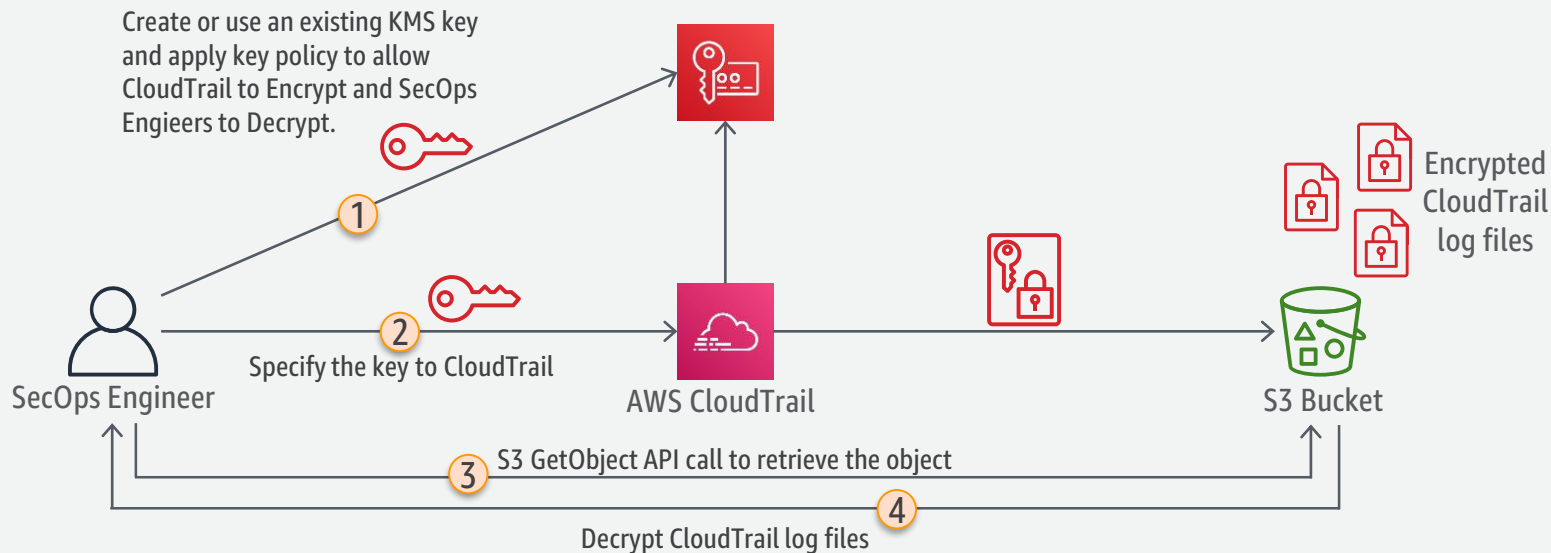 Create or use an existing KMS key
and apply key policy to allow
CloudTrail to Encrypt and SecOps
Engieers to Decrypt.
1
Encrypted
CloudTrail
log files
2
Specify the key to CloudTrail
SecOps Engineer
AWS CloudTrail
S3 Bucket
3
S3 GetObject API call to retrieve the object
4
Decrypt CloudTrail log files